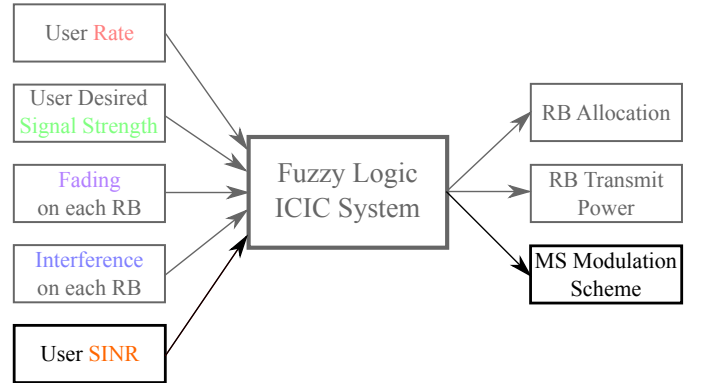 User Rate
User Desired
Signal Strength
Fading
on each RB
Interference
on each RB
User SINR
Fuzzy Logic
ICIC System
RB Allocation
RB Transmit
Power
MS Modulation
Scheme